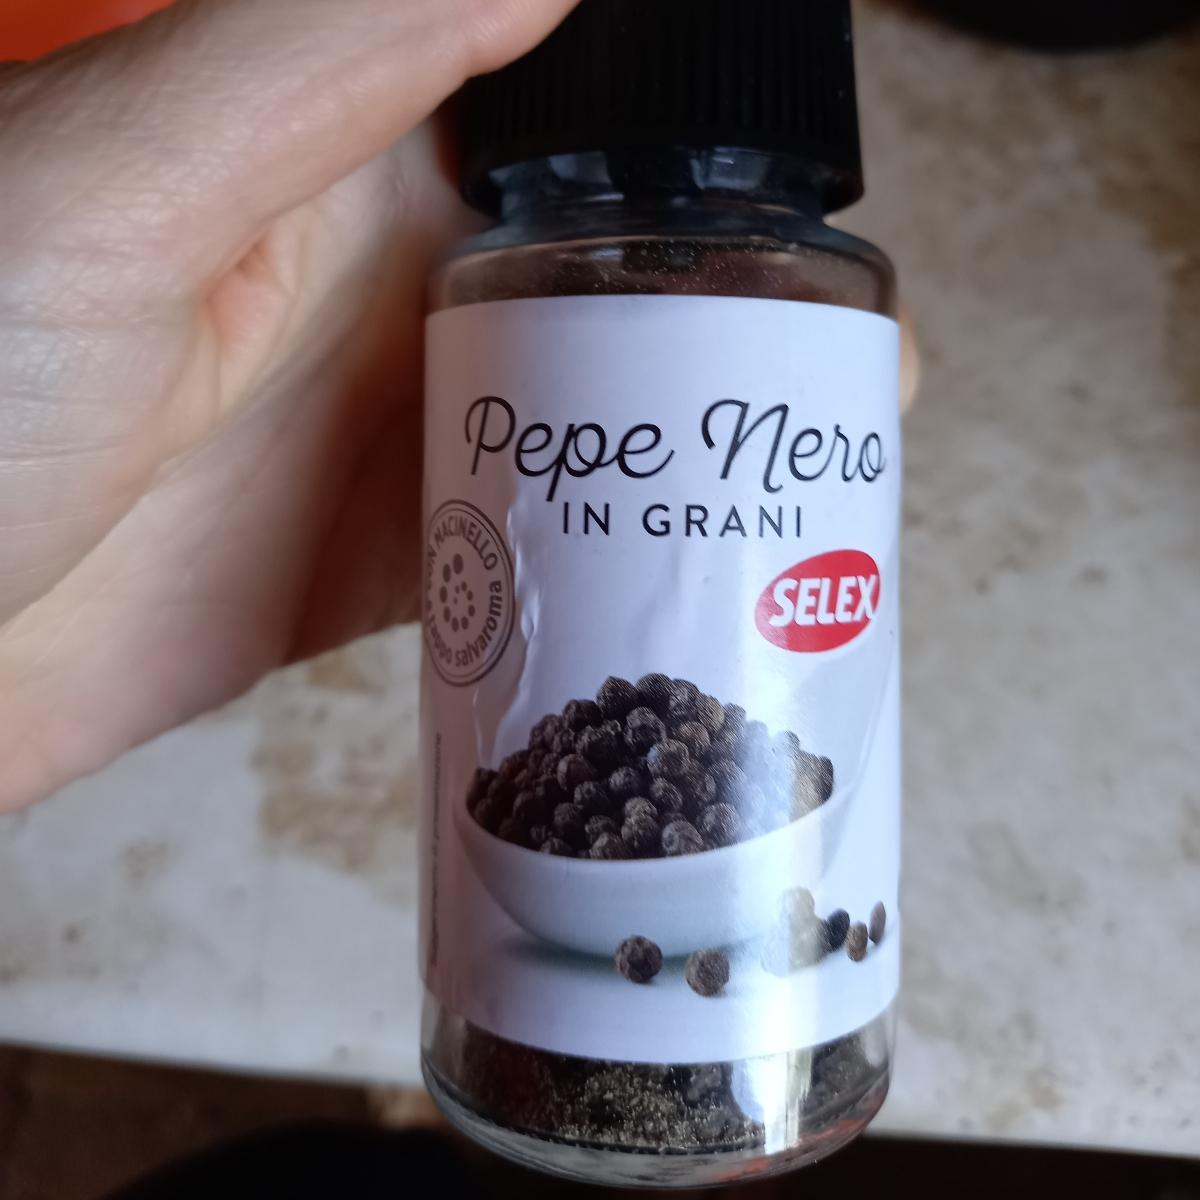 Pepe Nero
IN GRANI
CON MACINELLO
e tappo salvaroma
SELEX